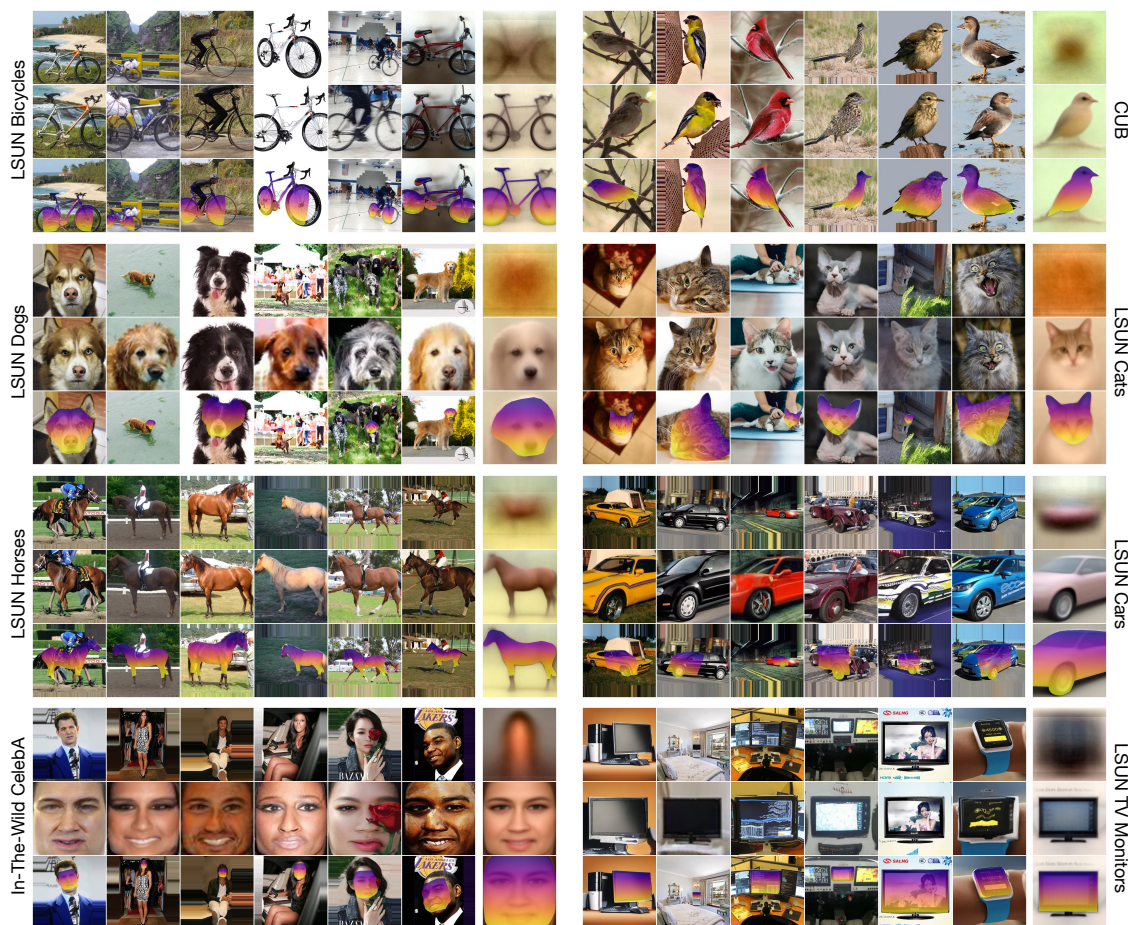 LSUN Bicycles
CUB
LSUN Dogs
LSUN Cats
LSUN Horses
LSUN Cars
In-The-Wild CelebA
LSUN TV Monitors
LAKERS
BAZAAR
SALNG